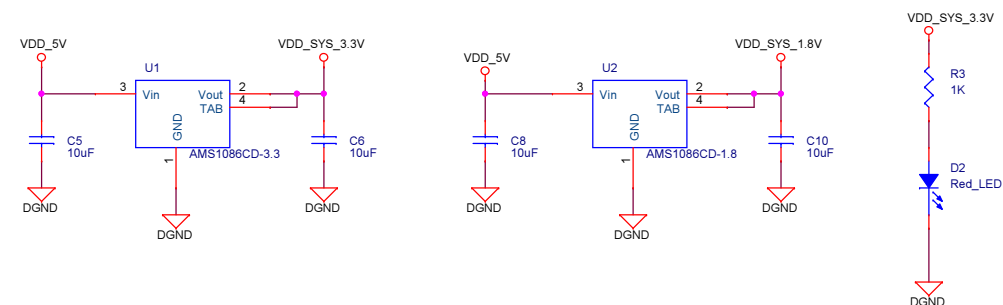 VDD_5V
VDD_SYS_3.3V
U1
3
Vin
Vout
2
TAB
4
GND
1
C5
10uF
AMS1086CD-3.3
C6
10uF
DGND
DGND
DGND
VDD_5V
VDD_SYS_1.8V
U2
3
Vin
Vout
2
TAB
4
GND
1
C8
10uF
AMS1086CD-1.8
C10
10uF
DGND
DGND
DGND
VDD_SYS_3.3V
R3
1K
D2
Red_LED
DGND